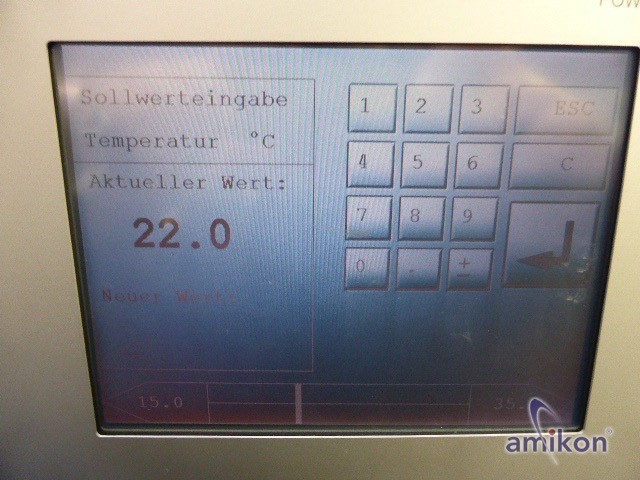 Sollwerteingabe
Temperatur °C
Aktueller Wert:
22.0
Neuer Wert:
1 2 3 ESC
4 5 6 C
7 8 9
0 . ±
15.0
amikon®